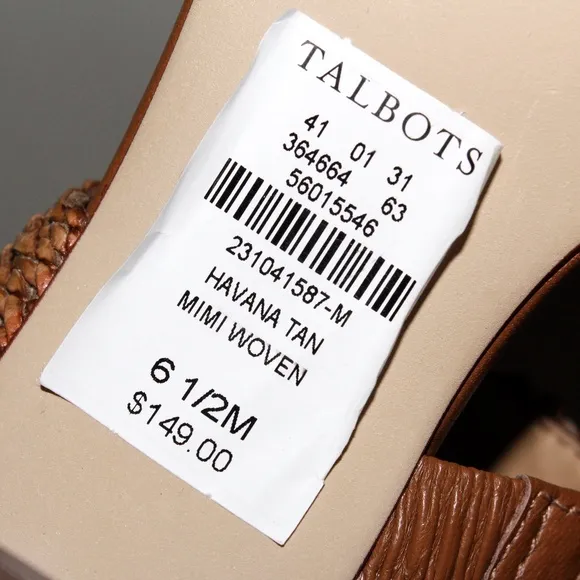 TALBOTS
41 01 31
364664 63
56015546
231041587-M
HAVANA TAN
MIMI WOVEN
6 1/2M
$149.00